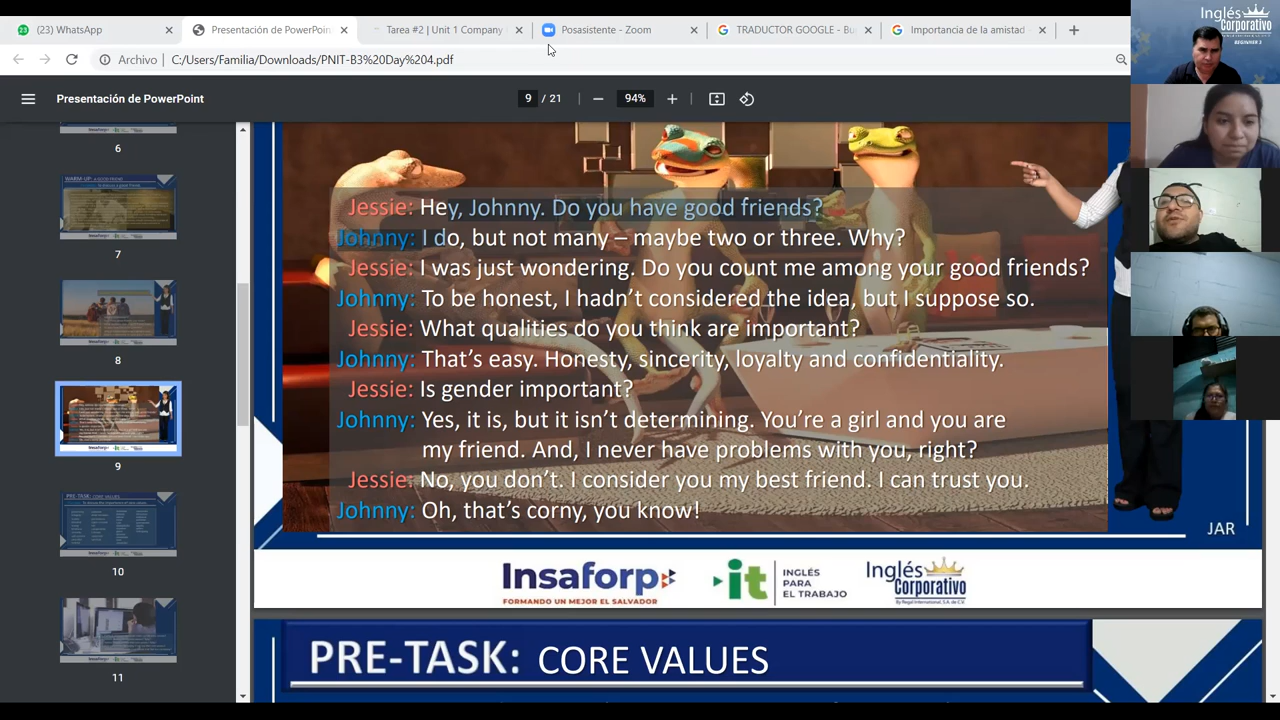 (23) WhatsApp
Presentación de PowerPoin
Tarea #2 | Unit 1 Company
Posasistente - Zoom
TRADUCTOR GOOGLE - Bu
Importancia de la amistad -
Archivo
C:/Users/Familia/Downloads/PNIT-B3%20Day%204.pdf
Presentación de PowerPoint
9 / 21
94%
6
7
8
9
10
11
Jessie: Hey, Johnny. Do you have good friends?
Johnny: I do, but not many – maybe two or three. Why?
Jessie: I was just wondering. Do you count me among your good friends?
Johnny: To be honest, I hadn't considered the idea, but I suppose so.
Jessie: What qualities do you think are important?
Johnny: That's easy. Honesty, sincerity, loyalty and confidentiality.
Jessie: Is gender important?
Johnny: Yes, it is, but it isn't determining. You're a girl and you are
my friend. And, I never have problems with you, right?
Jessie: No, you don't. I consider you my best friend. I can trust you.
Johnny: Oh, that's corny, you know!
JAR
Insaforp
FORMANDO UN MEJOR EL SALVADOR
it
INGLÉS
PARA
EL TRABAJO
Inglés
Corporativo
By Regal International, S.A. de C.V.
PRE-TASK: CORE VALUES
Inglés
Corporativo
BEGINNER 3